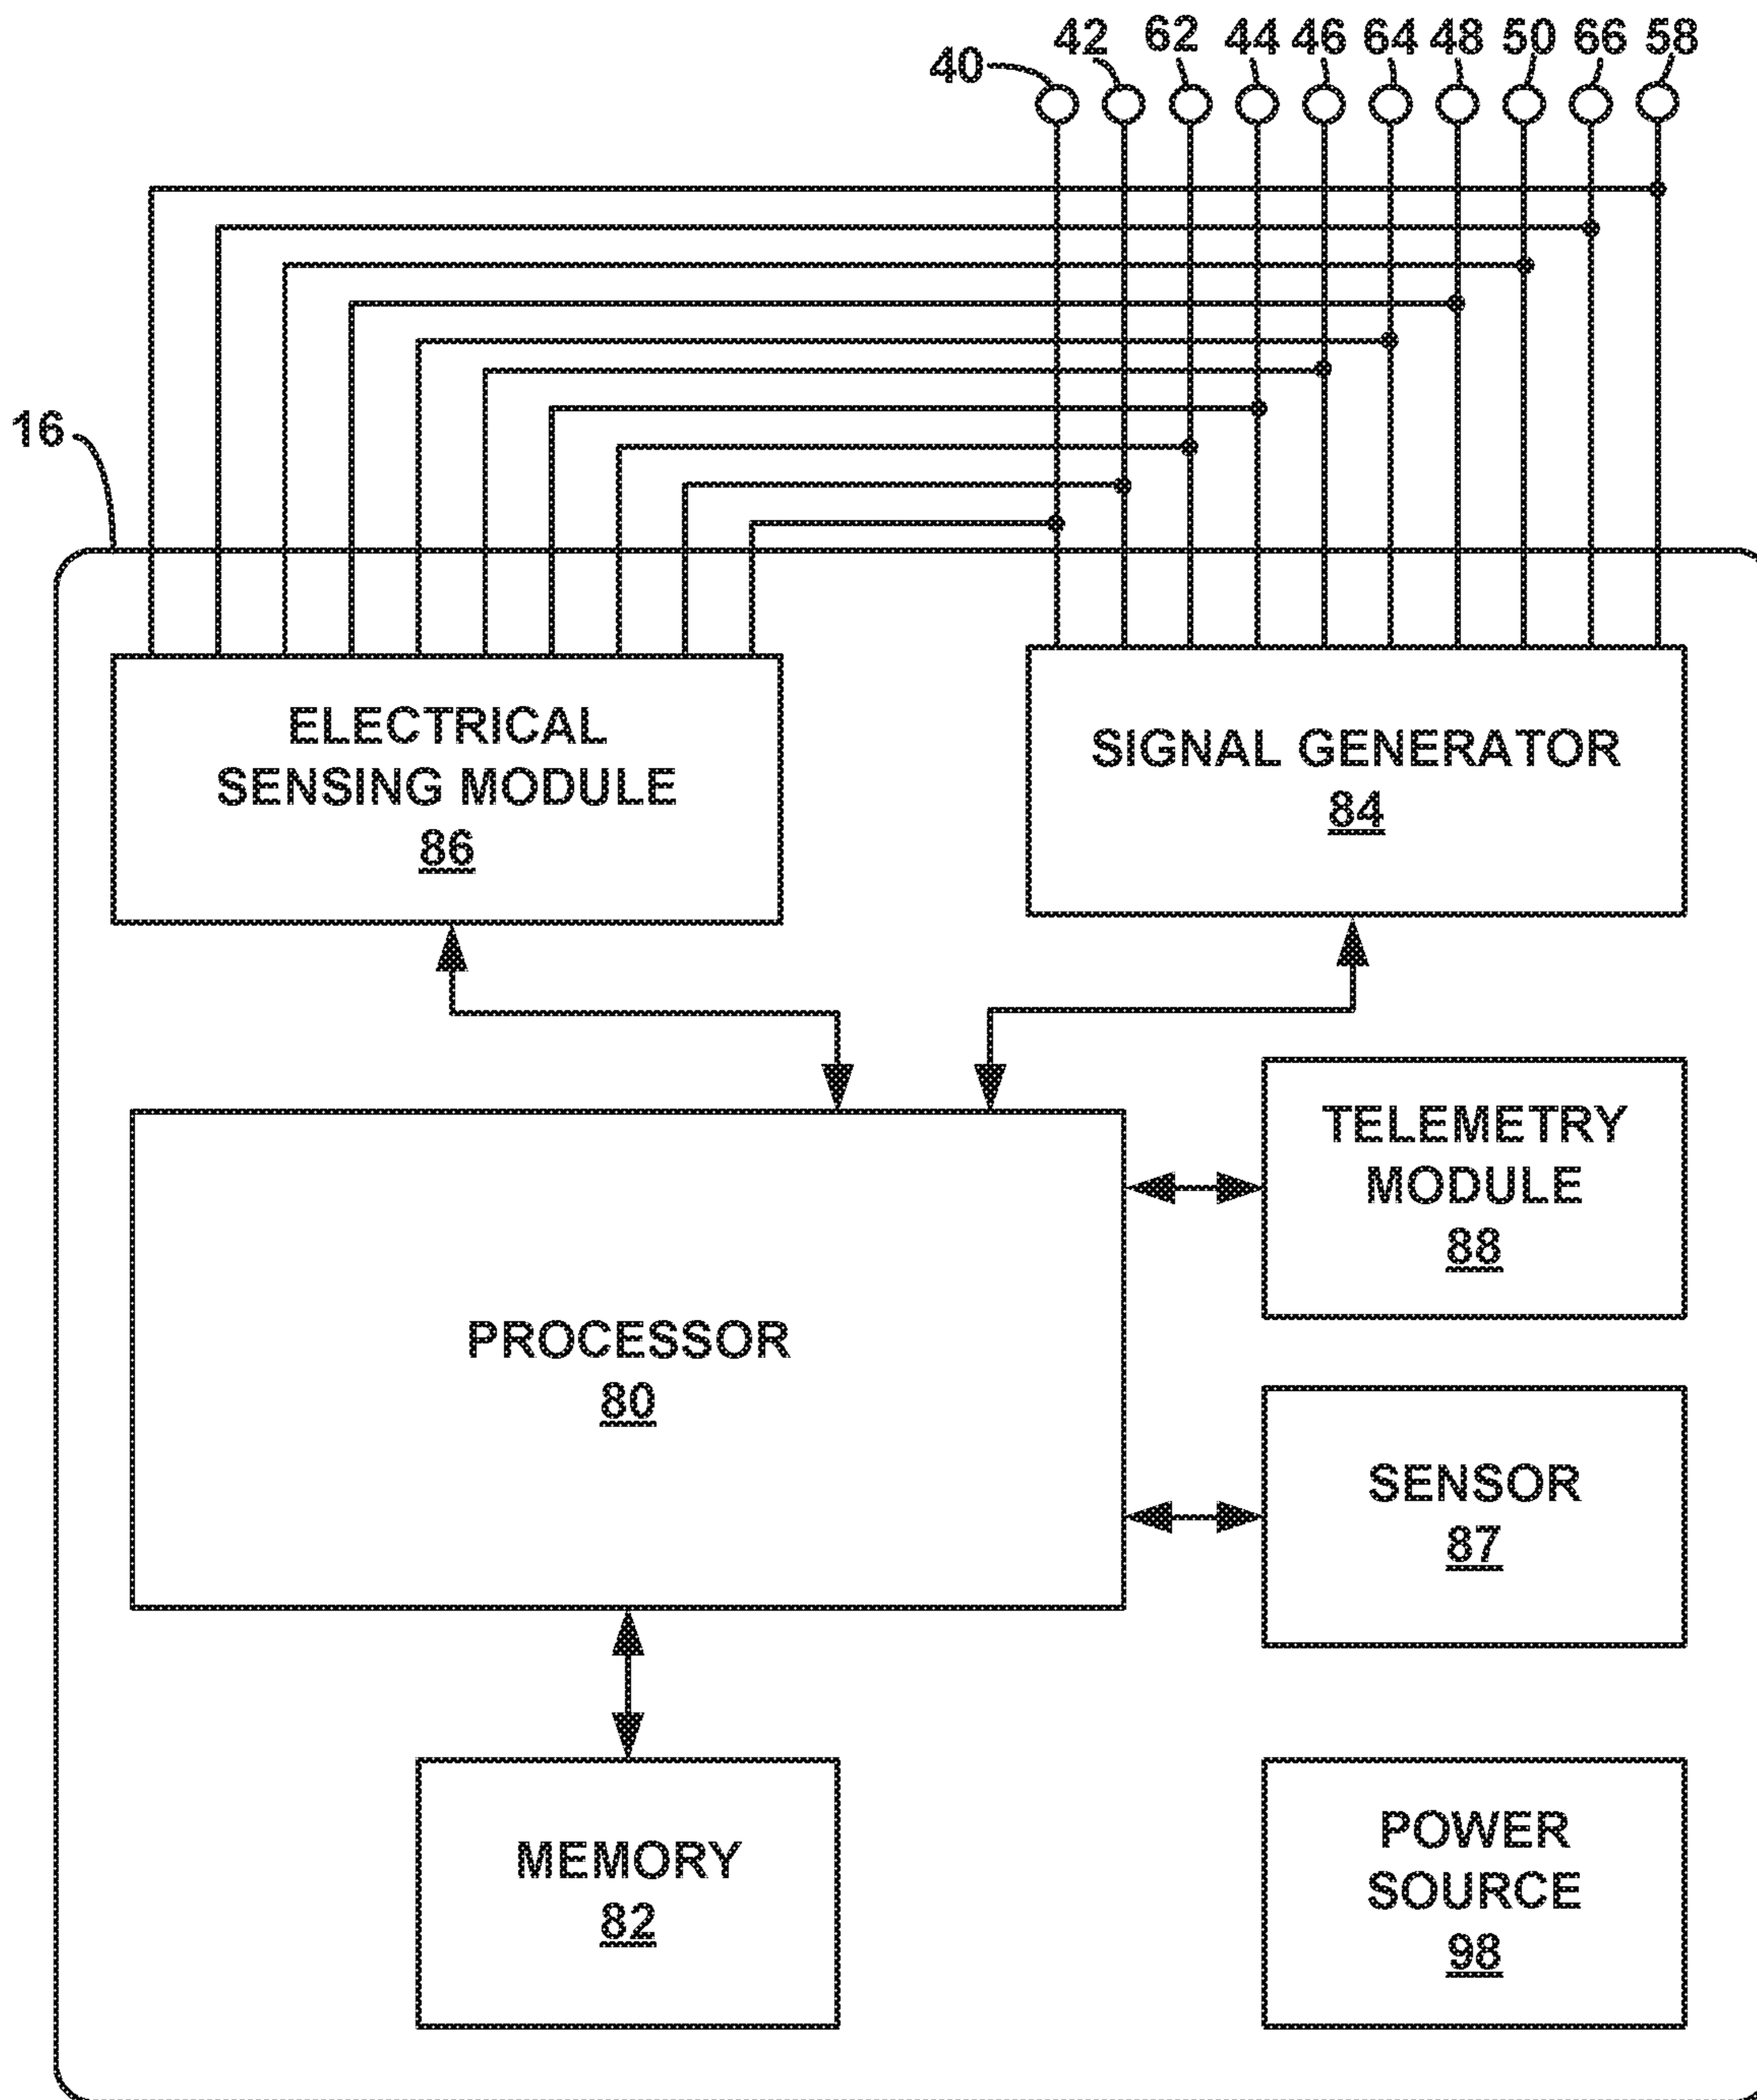 40 42 62 44 46 64 48 50 66 58
16
ELECTRICAL
SENSING MODULE
86
SIGNAL GENERATOR
84
TELEMETRY
MODULE
88
PROCESSOR
80
SENSOR
87
MEMORY
82
POWER
SOURCE
98